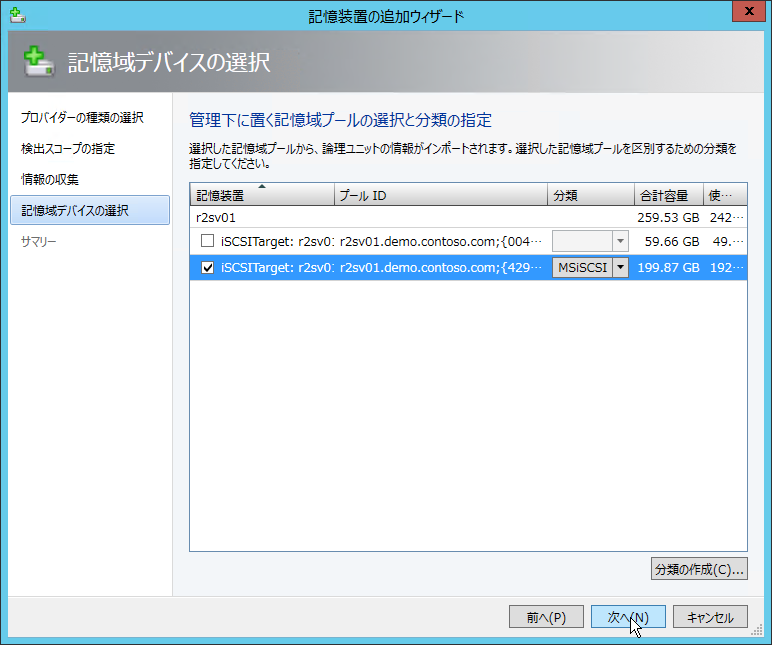 記憶装置の追加ウィザード
記憶域デバイスの選択
プロバイダーの種類の選択
検出スコープの指定
情報の収集
記憶域デバイスの選択
サマリー
管理下に置く記憶域プールの選択と分類の指定
選択した記憶域プールから、論理ユニットの情報がインポートされます。選択した記憶域プールを区別するための分類を
指定してください。
記憶装置 プール ID 分類 合計容量 使…
r2sv01 259.53 GB 242…
iSCSITarget: r2sv01 r2sv01.demo.contoso.com;{004… 59.66 GB 49.…
iSCSITarget: r2sv01 r2sv01.demo.contoso.com;{429… MSiSCSI 199.87 GB 192…
分類の作成(C)...
前へ(P) 次へ(N) キャンセル